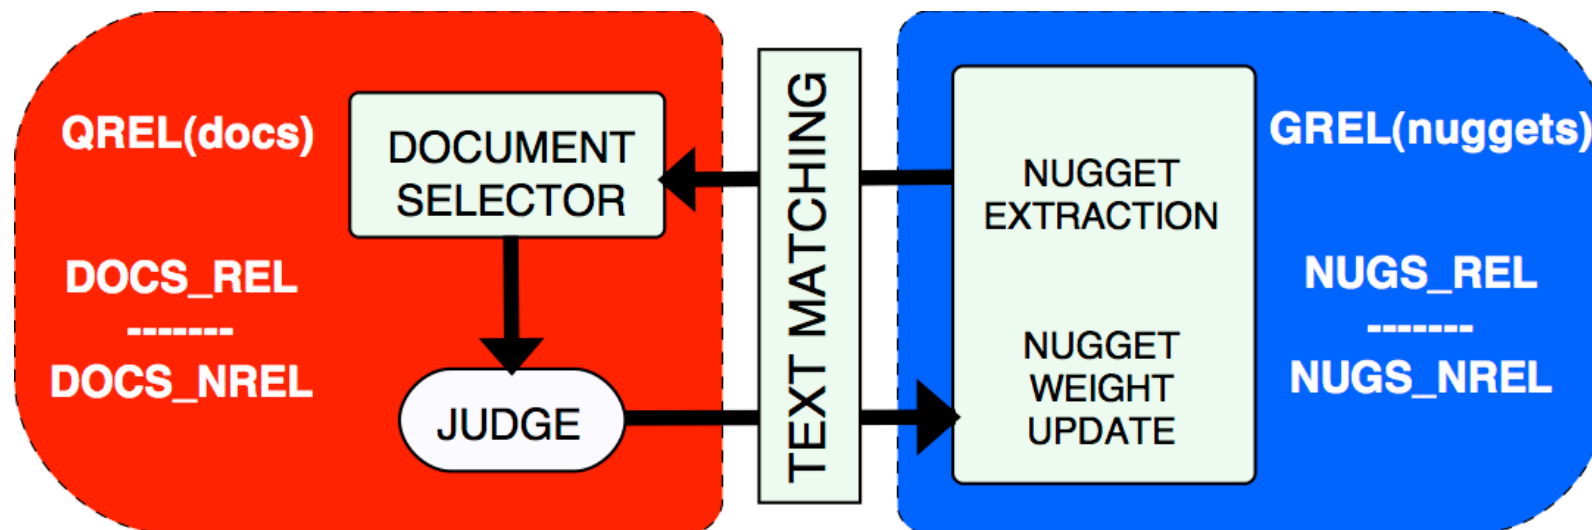 QREL(docs)
DOCS_REL
-------
DOCS_NREL
DOCUMENT
SELECTOR
JUDGE
TEXT MATCHING
NUGGET
EXTRACTION
NUGGET
WEIGHT
UPDATE
GREL(nuggets)
NUGS_REL
-------
NUGS_NREL